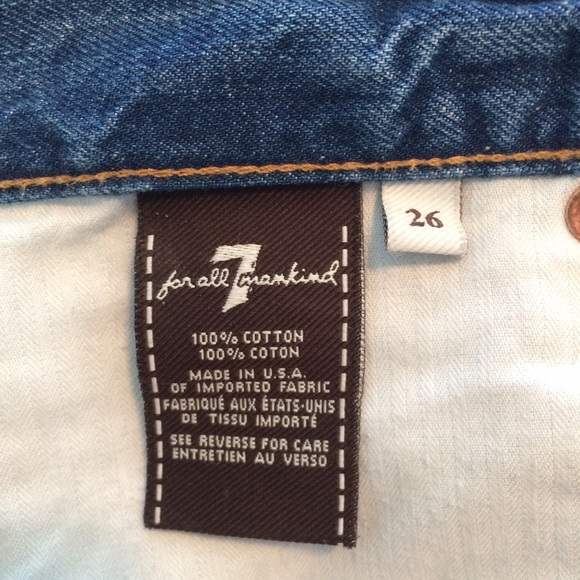 for all 7 mankind
26
100% COTTON
100% COTON
MADE IN U.S.A.
OF IMPORTED FABRIC
FABRIQUÉ AUX ÉTATS-UNIS
DE TISSU IMPORTÉ
SEE REVERSE FOR CARE
ENTRETIEN AU VERSO